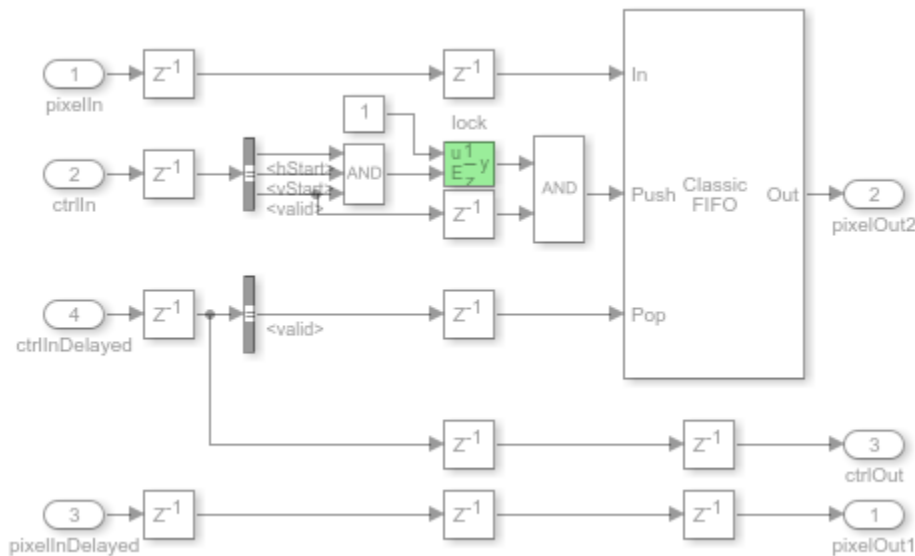 1
pixelIn
Z-1
Z-1
In
1
lock
2
ctrlIn
Z-1
<hStart>
<vStart>
<valid>
AND
u
E
1
z
y
Z-1
AND
Push
Classic
FIFO
Out
2
pixelOut2
4
ctrlInDelayed
Z-1
<valid>
Z-1
Pop
Z-1
Z-1
3
ctrlOut
3
pixelInDelayed
Z-1
Z-1
Z-1
1
pixelOut1